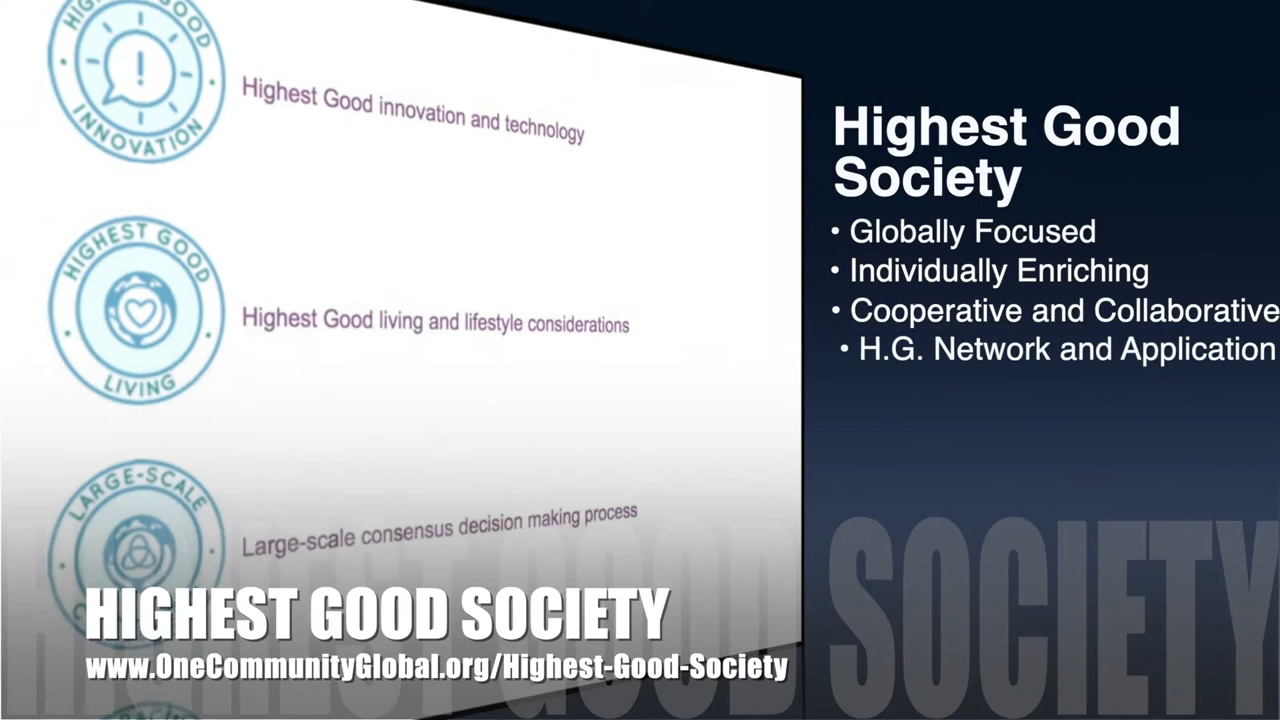 HIGHEST GOOD
INNOVATION
Highest Good innovation and technology
HIGHEST GOOD
LIVING
Highest Good living and lifestyle considerations
LARGE-SCALE
Large-scale consensus decision making process
Highest Good
Society
• Globally Focused
• Individually Enriching
• Cooperative and Collaborative
• H.G. Network and Application
HIGHEST GOOD SOCIETY
HIGHEST GOOD SOCIETY
www.OneCommunityGlobal.org/Highest-Good-Society